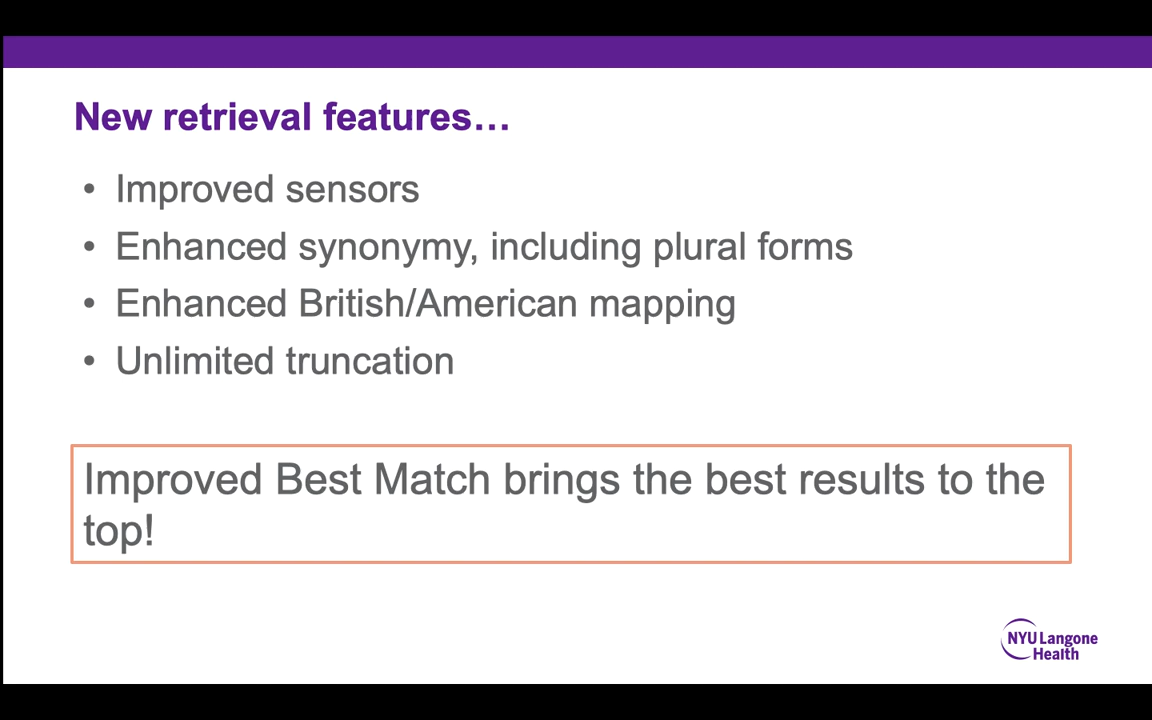 New retrieval features…
• Improved sensors
• Enhanced synonymy, including plural forms
• Enhanced British/American mapping
• Unlimited truncation
Improved Best Match brings the best results to the
top!
NYU Langone
Health